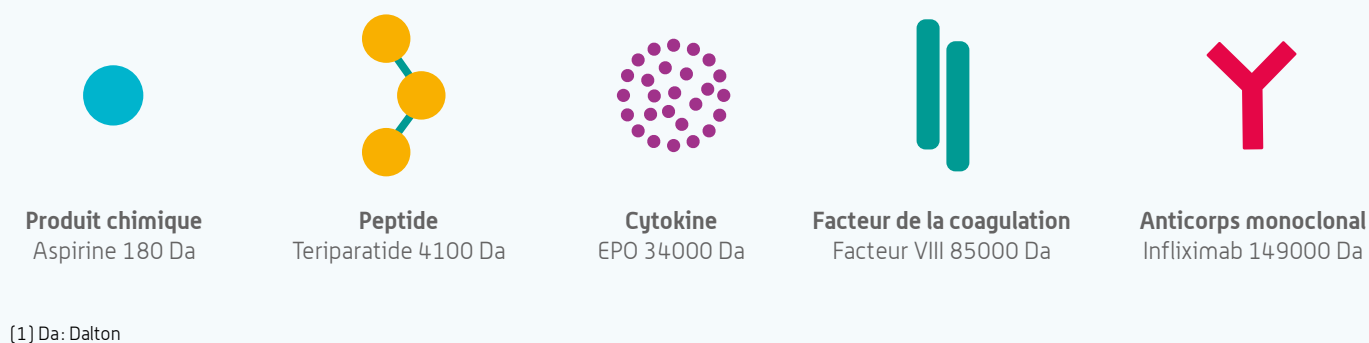 Produit chimique
Aspirine 180 Da
Peptide
Teriparatide 4100 Da
Cytokine
EPO 34000 Da
Facteur de la coagulation
Facteur VIII 85000 Da
Anticorps monoclonal
Infliximab 149000 Da
(1) Da: Dalton